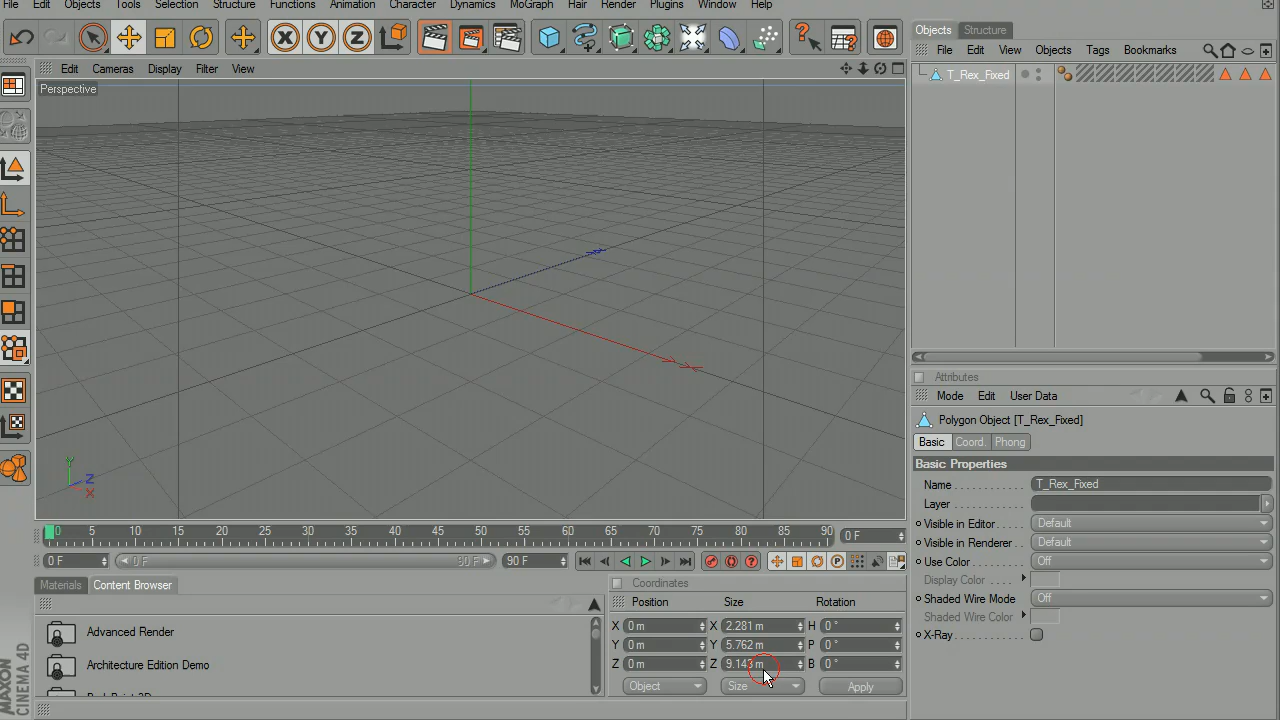 File Edit Objects Tools Selection Structure Functions Animation Character Dynamics MoGraph Hair Render Plugins Window Help
Objects Structure
File Edit View Objects Tags Bookmarks
Edit Cameras Display Filter View
T_Rex_Fixed
Perspective
Y
Z
X
Attributes
Mode Edit User Data
Polygon Object [T_Rex_Fixed]
Basic Coord. Phong
Basic Properties
Name T_Rex_Fixed
Layer
Visible in Editor Default
Visible in Renderer Default
Use Color Off
Display Color
Shaded Wire Mode Off
Shaded Wire Color
X-Ray
0 5 10 15 20 25 30 35 40 45 50 55 60 65 70 75 80 85 90 0 F
0 F 0 F 90 F 90 F
Materials Content Browser
Coordinates
Position Size Rotation
X 0 m X 2.281 m H 0 °
Y 0 m Y 5.762 m P 0 °
Z 0 m Z 9.143 m B 0 °
Object Size Apply
Advanced Render
Architecture Edition Demo
MAXON
CINEMA 4D